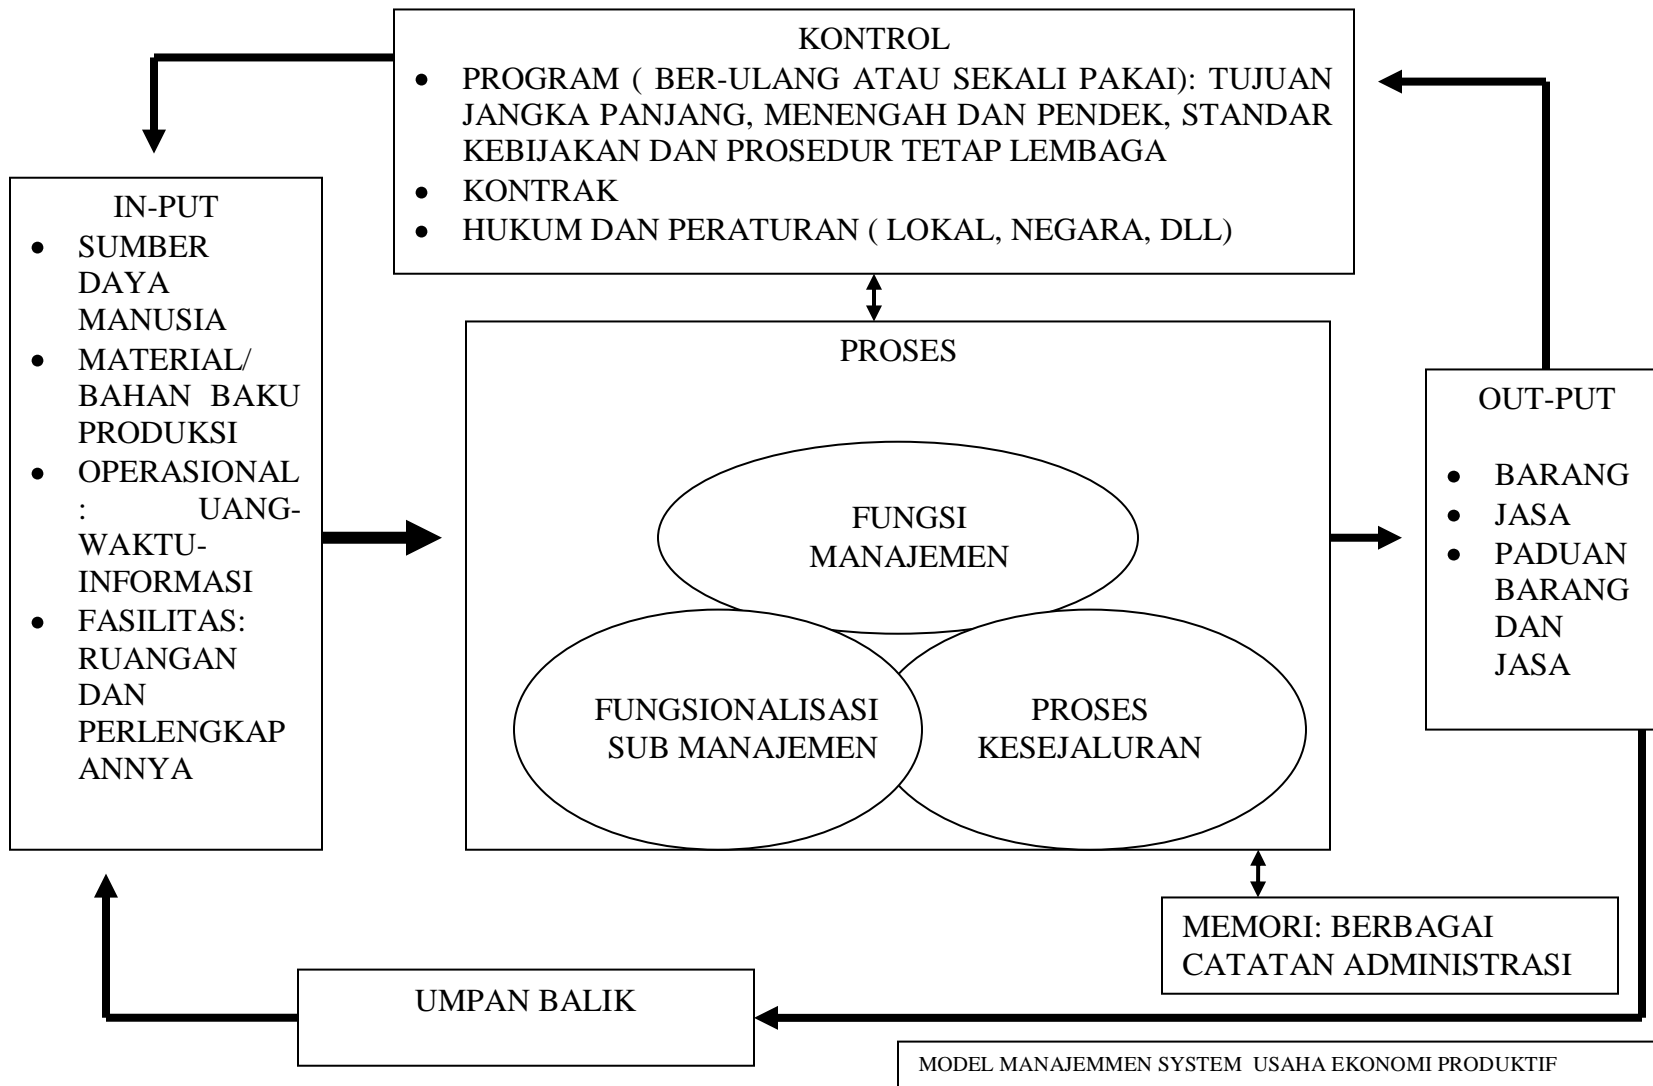 KONTROL
• PROGRAM ( BER-ULANG ATAU SEKALI PAKAI): TUJUAN
JANGKA PANJANG, MENENGAH DAN PENDEK, STANDAR
KEBIJAKAN DAN PROSEDUR TETAP LEMBAGA
• KONTRAK
• HUKUM DAN PERATURAN ( LOKAL, NEGARA, DLL)
IN-PUT
• SUMBER
DAYA
MANUSIA
• MATERIAL/
BAHAN BAKU
PRODUKSI
• OPERASIONAL
: UANG-
WAKTU-
INFORMASI
• FASILITAS:
RUANGAN
DAN
PERLENGKAP
ANNYA
PROSES
FUNGSI
MANAJEMEN
FUNGSIONALISASI
SUB MANAJEMEN
PROSES
KESEJALURAN
OUT-PUT
• BARANG
• JASA
• PADUAN
BARANG
DAN
JASA
MEMORI: BERBAGAI
CATATAN ADMINISTRASI
UMPAN BALIK
MODEL MANAJEMMEN SYSTEM USAHA EKONOMI PRODUKTIF